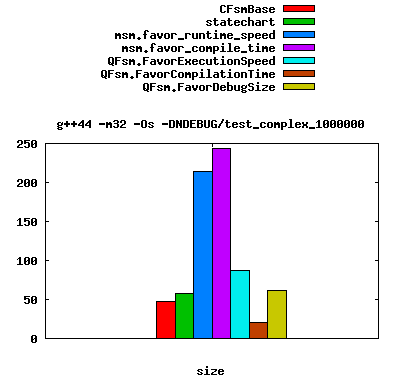 CFsmBase
statechart
msm.favor_runtime_speed
msm.favor_compile_time
QFsm.FavorExecutionSpeed
QFsm.FavorCompilationTime
QFsm.FavorDebugSize
g++44 -m32 -Os -DNDEBUG/test_complex_1000000
250
200
150
100
50
0
size